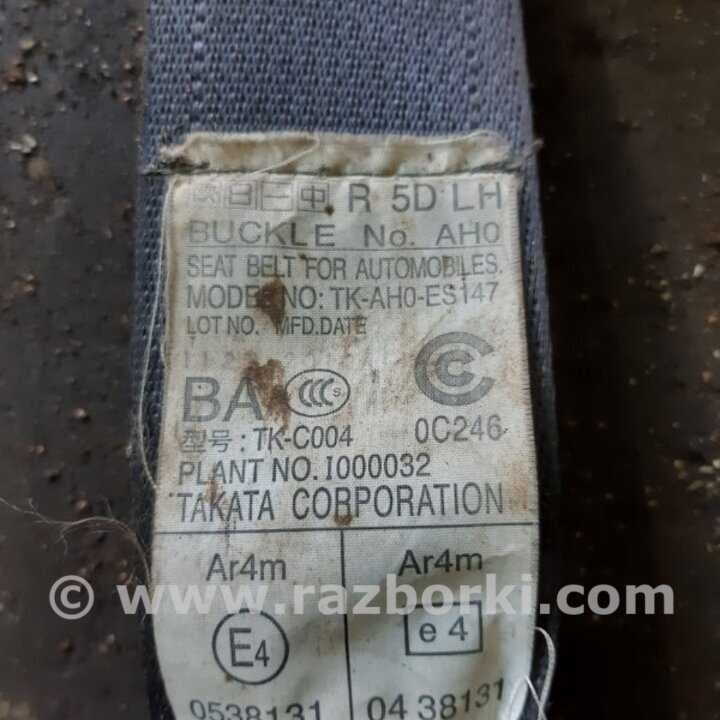 R 5D LH
BUCKLE No. AH0
SEAT BELT FOR AUTOMOBILES.
MODEL NO: TK-AH0-ES147
LOT NO. MFD.DATE
BA CCC S CCC
型号: TK-C004 0C246
PLANT NO. I000032
TAKATA CORPORATION
Ar4m Ar4m
© www.razborki.com
E4 e 4
0538131 04 38131